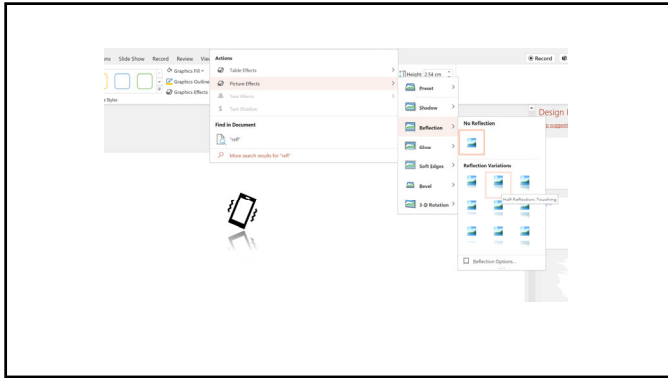 ns Slide Show Record Review View
Record
Graphics Fill
Graphics Outline
Graphics Effects
Styles
Actions
Table Effects
Picture Effects
Text Effects
Text Shadow
Find in Document
"refl"
More search results for "refl"
Height: 2.54 cm
Preset
Shadow
Reflection
Glow
Soft Edges
Bevel
3-D Rotation
No Reflection
Reflection Variations
Half Reflection: Touching
Reflection Options...
Design